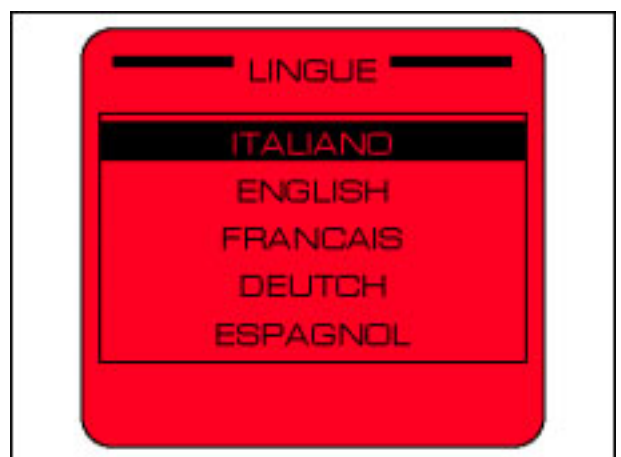 LINGUE
ITALIANO
ENGLISH
FRANCAIS
DEUTCH
ESPAGNOL